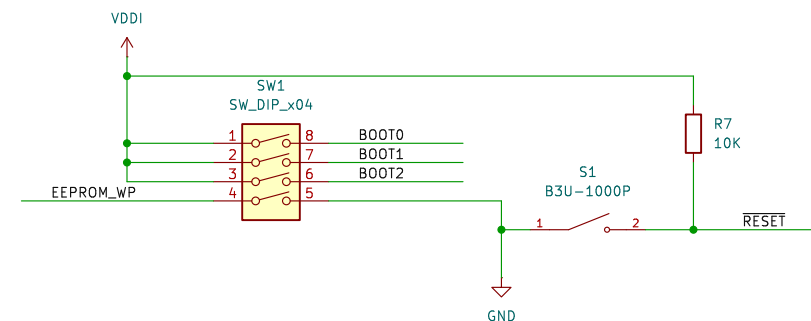 VDDI
SW1
SW_DIP_x04
1
8
BOOT0
2
7
BOOT1
3
6
BOOT2
EEPROM_WP
4
5
R7
10K
S1
B3U-1000P
1
2
RESET
GND